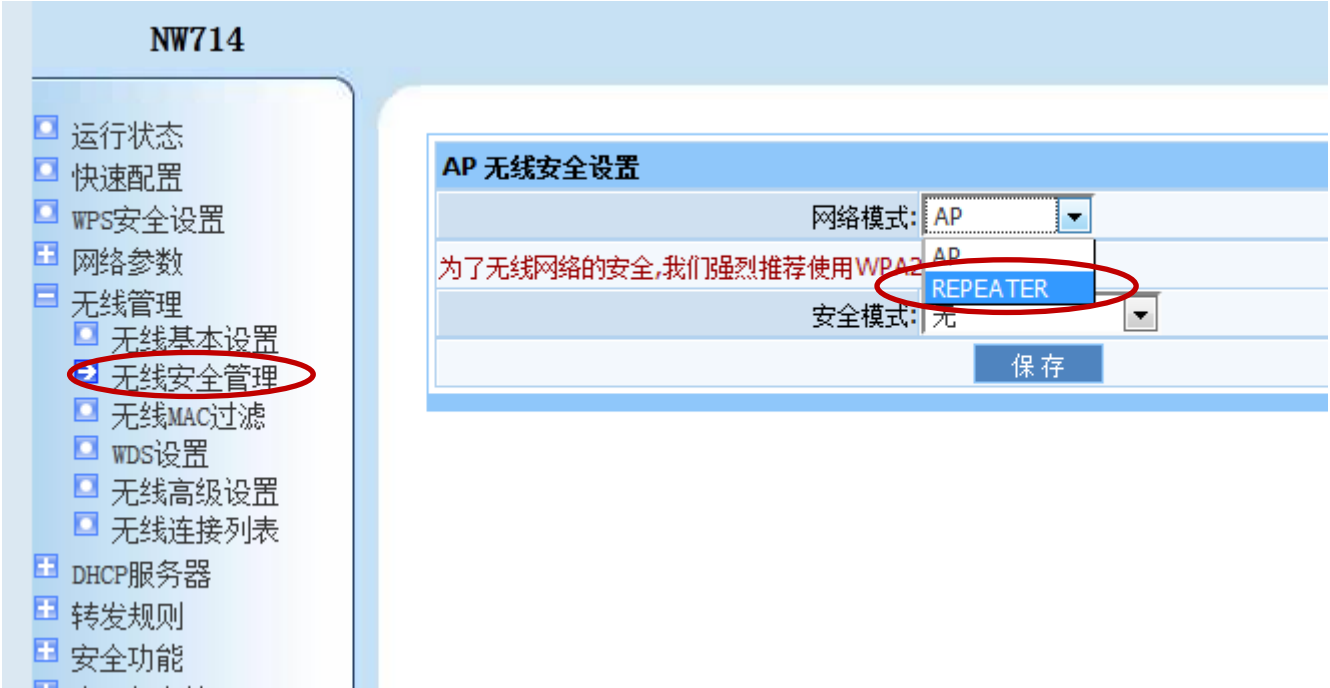 NW714
运行状态
快速配置
WPS安全设置
网络参数
无线管理
无线基本设置
无线安全管理
无线MAC过滤
WDS设置
无线高级设置
无线连接列表
DHCP服务器
转发规则
安全功能
AP 无线安全设置
网络模式: AP
AP
REPEATER
为了无线网络的安全,我们强烈推荐使用WPA2
安全模式: 无
保存